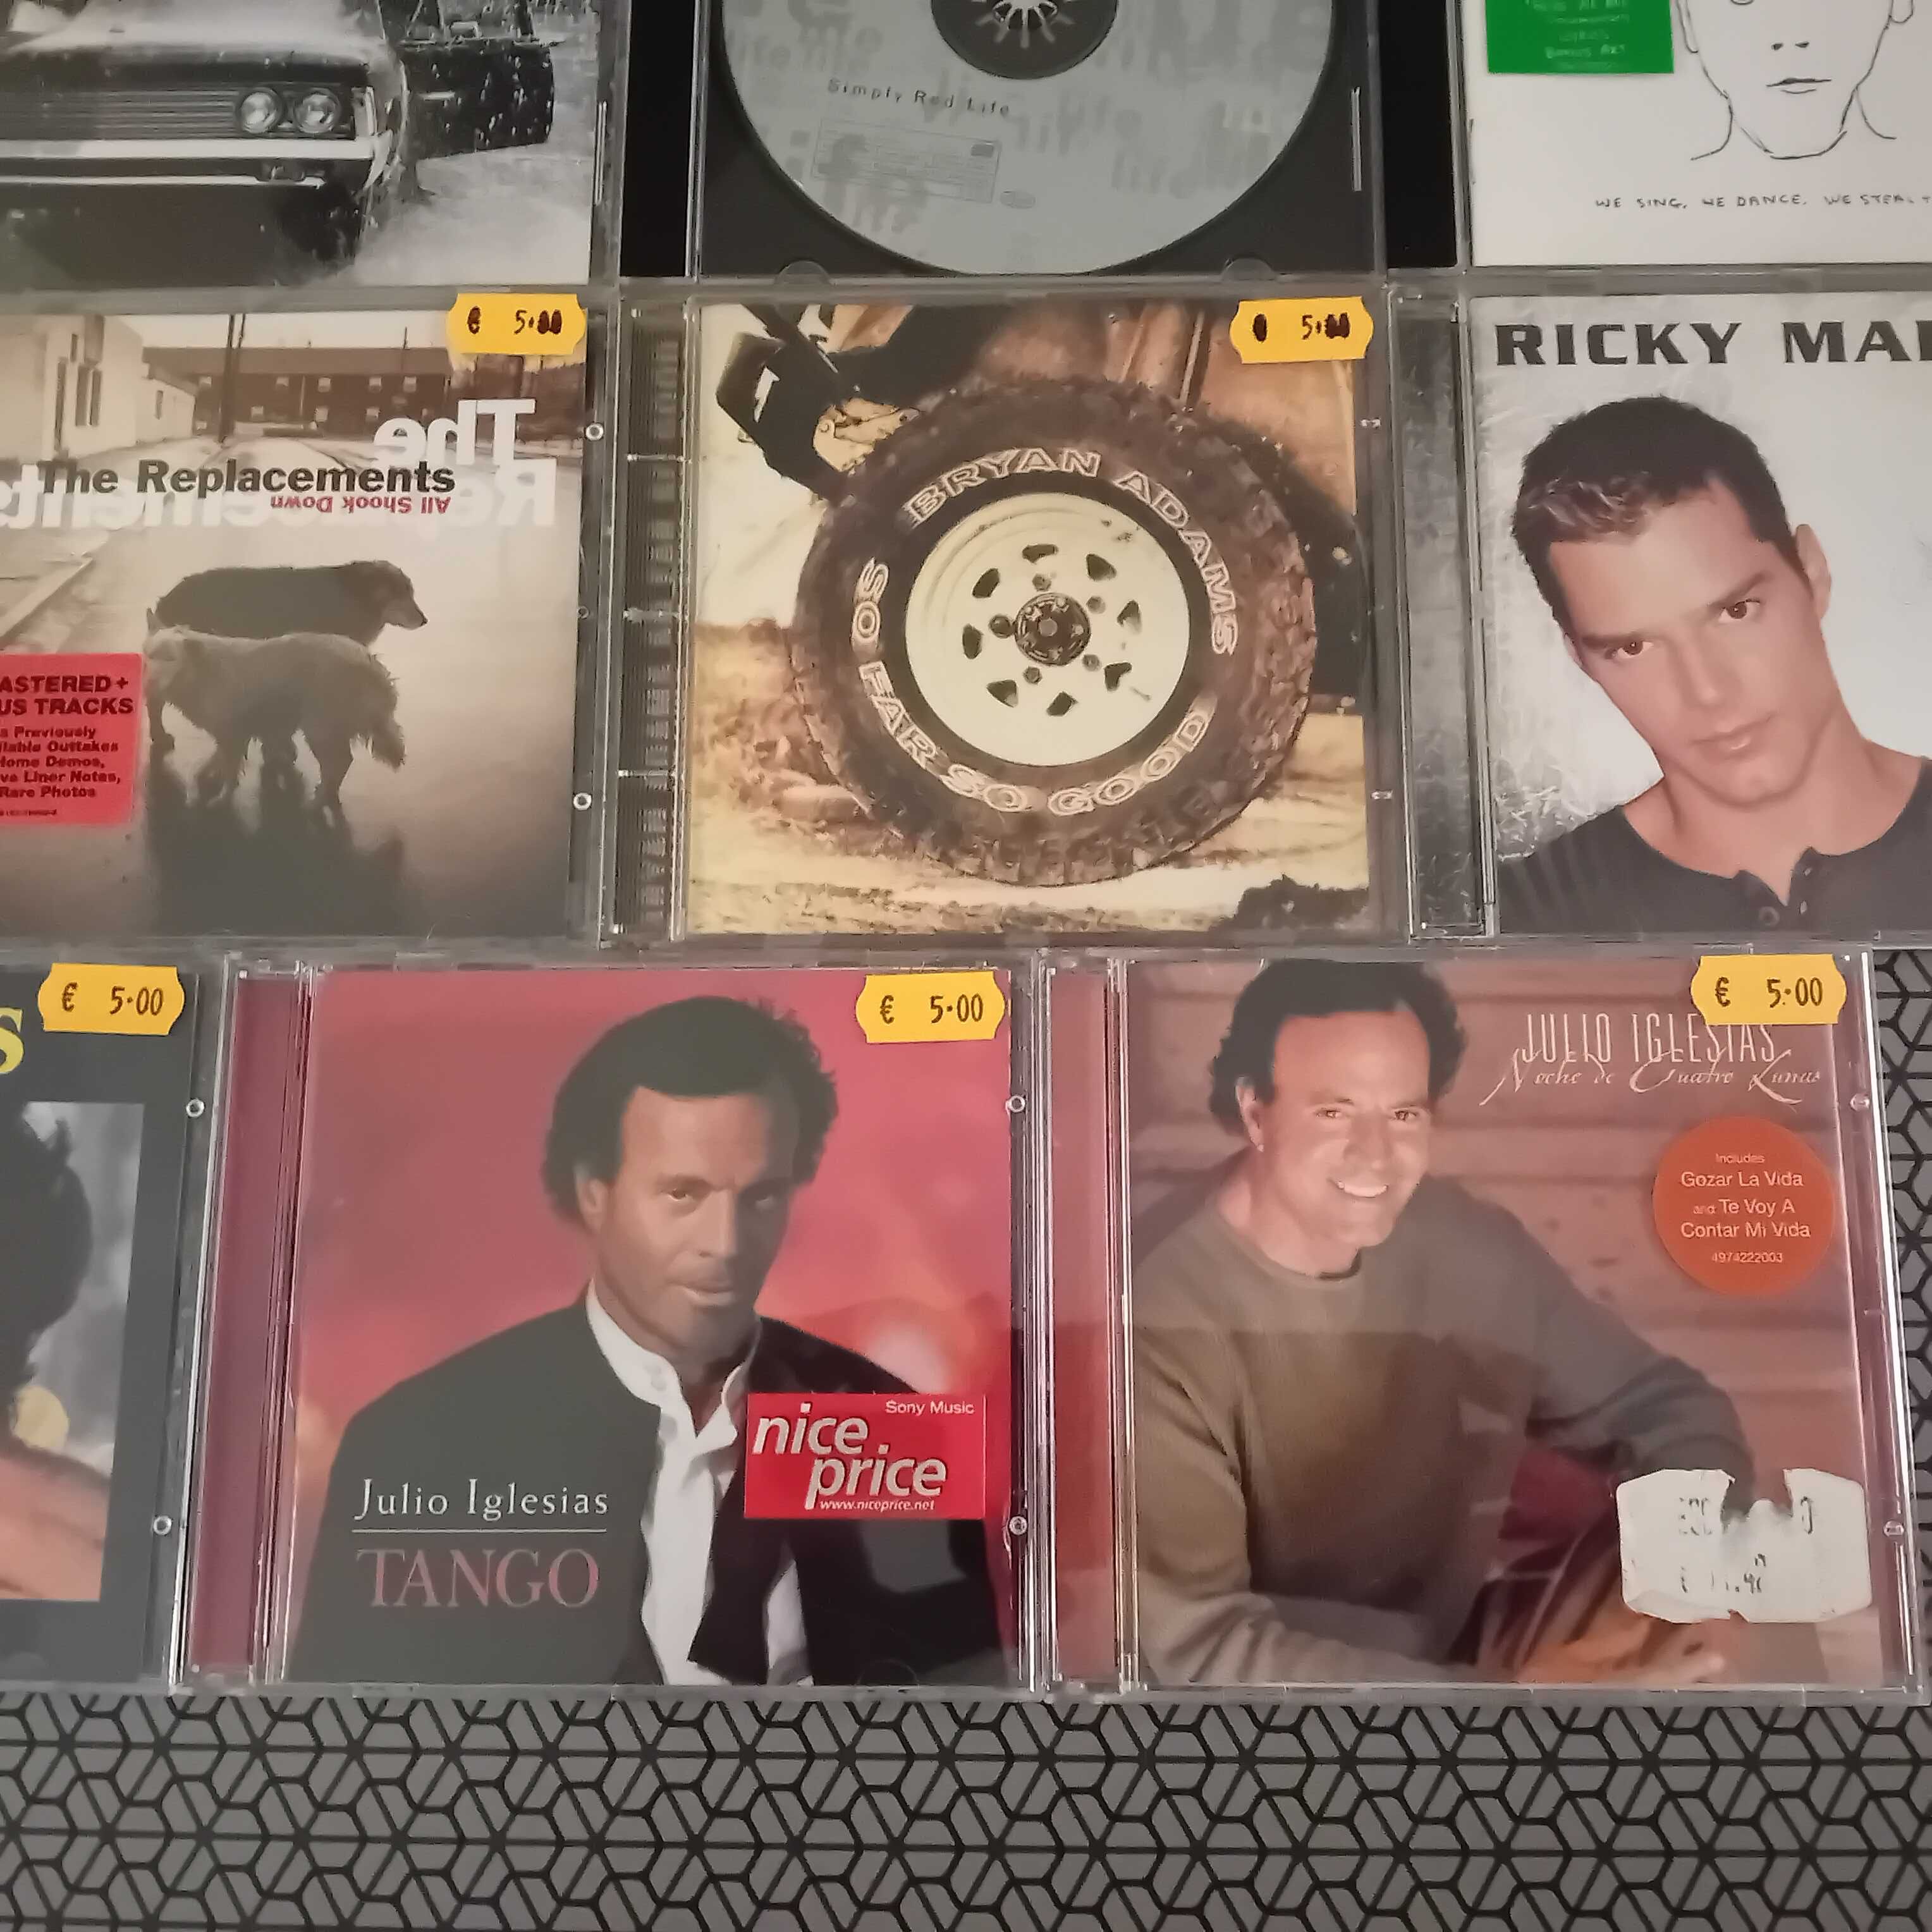 Simply Red Life
WE SING. WE DANCE. WE STEAL
€ 5.00
The
Replacements
The Replacements
All Shook Down
ASTERED+
US TRACKS
s Previously
ilable Outtakes
Home Demos,
ve Liner Notes,
Rare Photos
5.00
BRYAN ADAMS
SO FAR SO GOOD
RICKY MAR
€ 5.00
S
€ 5.00
Julio Iglesias
TANGO
Sony Music
nice
price
www.niceprice.net
€ 5.00
JULIO IGLESIAS
Noche de Cuatro Lunas
Includes
Gozar La Vida
and Te Voy A
Contar Mi Vida
4974222003